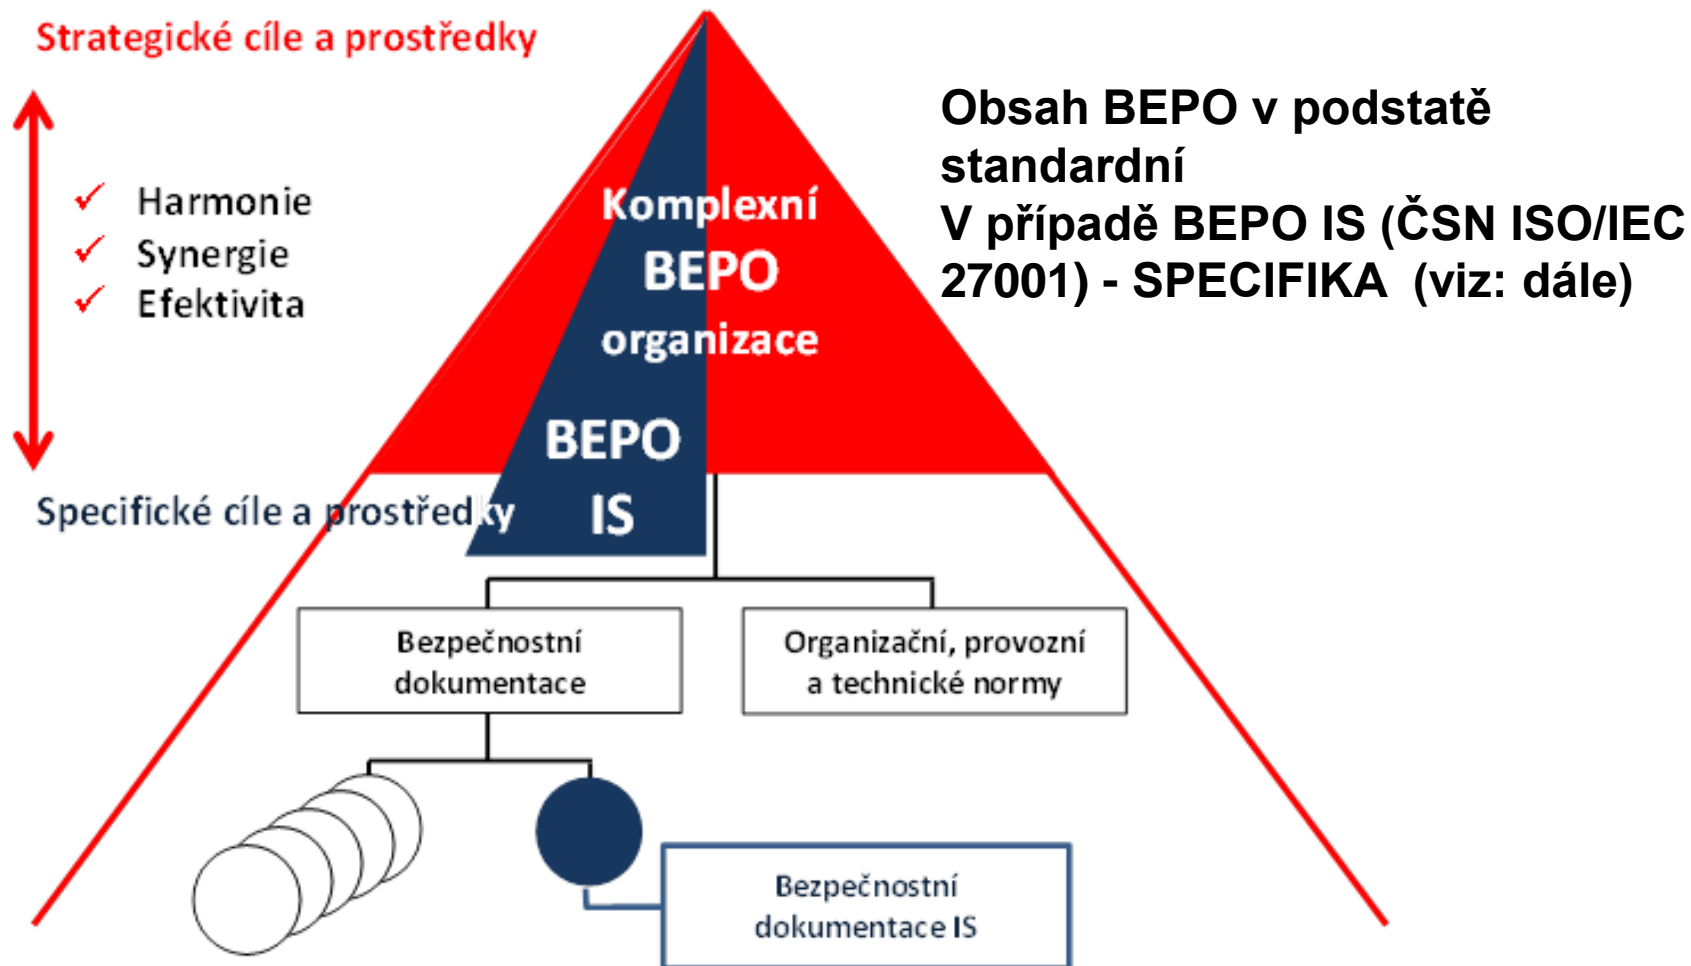 Strategické cíle a prostředky
Harmonie
Synergie
Efektivita
Specifické cíle a prostředky
Komplexní
BEPO
organizace
BEPO
IS
Obsah BEPO v podstatě
standardní
V případě BEPO IS (ČSN ISO/IEC
27001) - SPECIFIKA (viz: dále)
Bezpečnostní
dokumentace
Organizační, provozní
a technické normy
Bezpečnostní
dokumentace IS